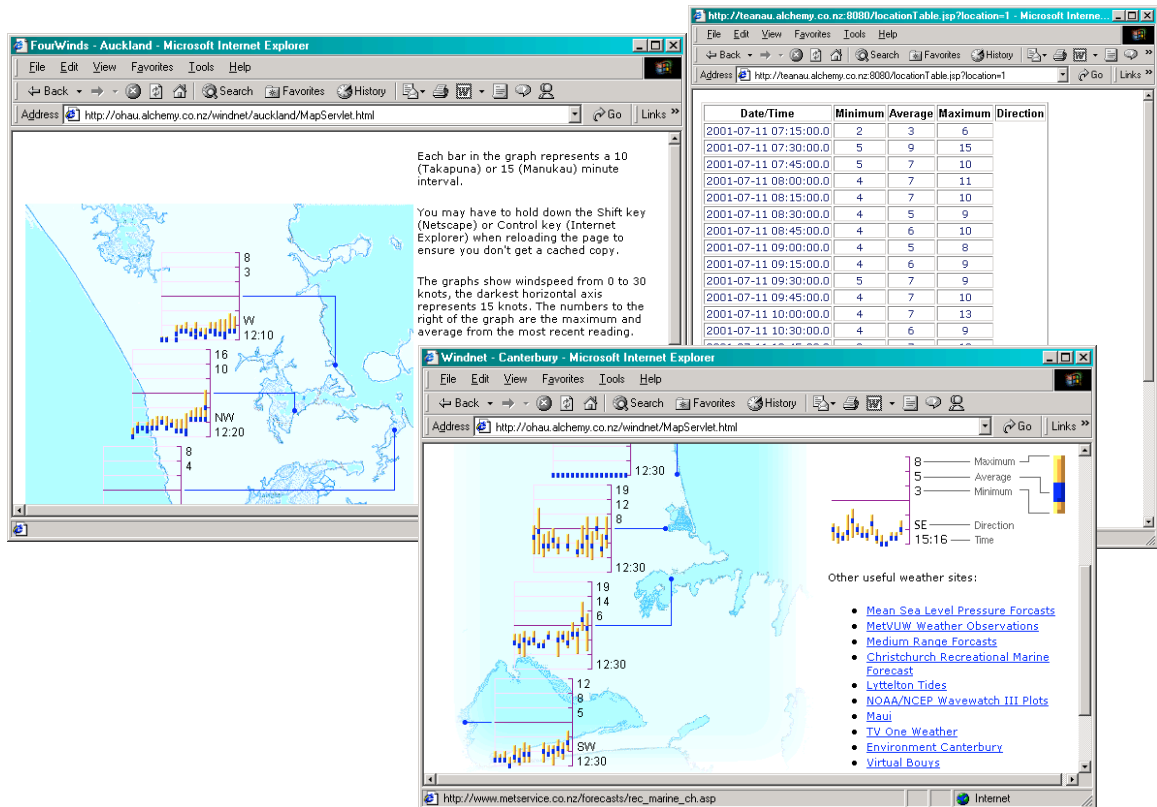 FourWinds - Auckland - Microsoft Internet Explorer
File Edit View Favorites Tools Help
Back Search Favorites History
Address http://ohau.alchemy.co.nz/windnet/auckland/MapServlet.html Go Links »
Each bar in the graph represents a 10
(Takapuna) or 15 (Manukau) minute
interval.
You may have to hold down the Shift key
(Netscape) or Control key (Internet
Explorer) when reloading the page to
ensure you don't get a cached copy.
The graphs show windspeed from 0 to 30
knots, the darkest horizontal axis
represents 15 knots. The numbers to the
right of the graph are the maximum and
average from the most recent reading.
8
3
W
12:10
16
10
NW
12:20
8
4
http://teanau.alchemy.co.nz:8080/locationTable.jsp?location=1 - Microsoft Interne...
File Edit View Favorites Tools Help
Back Search Favorites History »
Address http://teanau.alchemy.co.nz:8080/locationTable.jsp?location=1 Go Links »
Date/Time Minimum Average Maximum Direction
2001-07-11 07:15:00.0 2 3 6
2001-07-11 07:30:00.0 5 9 15
2001-07-11 07:45:00.0 5 7 10
2001-07-11 08:00:00.0 4 7 11
2001-07-11 08:15:00.0 4 7 10
2001-07-11 08:30:00.0 4 5 9
2001-07-11 08:45:00.0 4 6 10
2001-07-11 09:00:00.0 4 5 8
2001-07-11 09:15:00.0 4 6 9
2001-07-11 09:30:00.0 5 7 9
2001-07-11 09:45:00.0 4 7 10
2001-07-11 10:00:00.0 4 7 13
2001-07-11 10:30:00.0 4 6 9
Windnet - Canterbury - Microsoft Internet Explorer
File Edit View Favorites Tools Help
Back Search Favorites History
Address http://ohau.alchemy.co.nz/windnet/MapServlet.html Go Links »
12:30
19
12
8
12:30
19
14
6
12:30
12
8
5
SW
12:30
8 Maximum
5 Average
3 Minimum
SE Direction
15:16 Time
Other useful weather sites:
Mean Sea Level Pressure Forcasts
MetVUW Weather Observations
Medium Range Forcasts
Christchurch Recreational Marine
Forecast
Lyttelton Tides
NOAA/NCEP Wavewatch III Plots
Maui
TV One Weather
Environment Canterbury
Virtual Bouys
http://www.metservice.co.nz/forecasts/rec_marine_ch.asp Internet